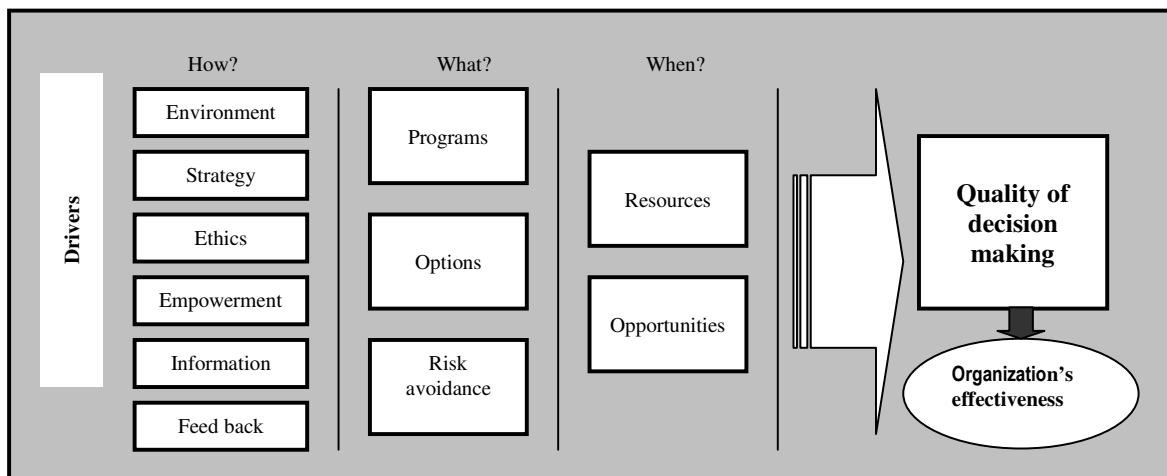 Drivers
How?
Environment
Strategy
Ethics
Empowerment
Information
Feed back
What?
Programs
Options
Risk
avoidance
When?
Resources
Opportunities
Quality of
decision
making
Organization's
effectiveness